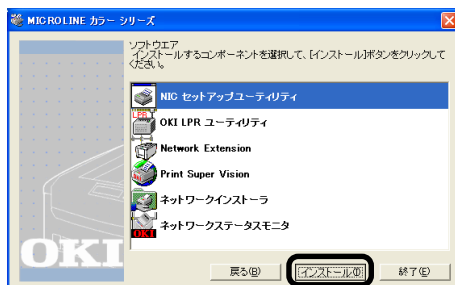 MICROLINE カラー シリーズ
ソフトウエア
インストールするコンポーネントを選択して、[インストール]ボタンをクリックして
ください。
NIC セットアップユーティリティ
OKI LPR ユーティリティ
Network Extension
Print Super Vision
ネットワークインストーラ
ネットワークステータスモニタ
LPR
OKI
OKI
戻る(B)
インストール(I)
終了(E)